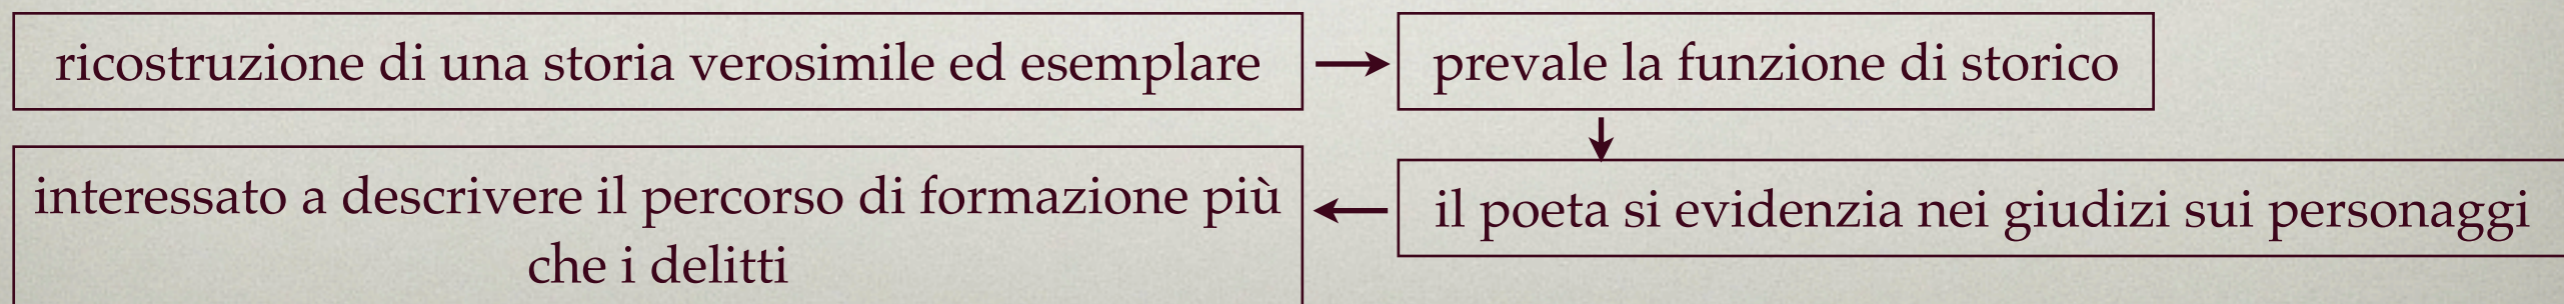 ricostruzione di una storia verosimile ed esemplare
prevale la funzione di storico
il poeta si evidenzia nei giudizi sui personaggi
interessato a descrivere il percorso di formazione più
che i delitti